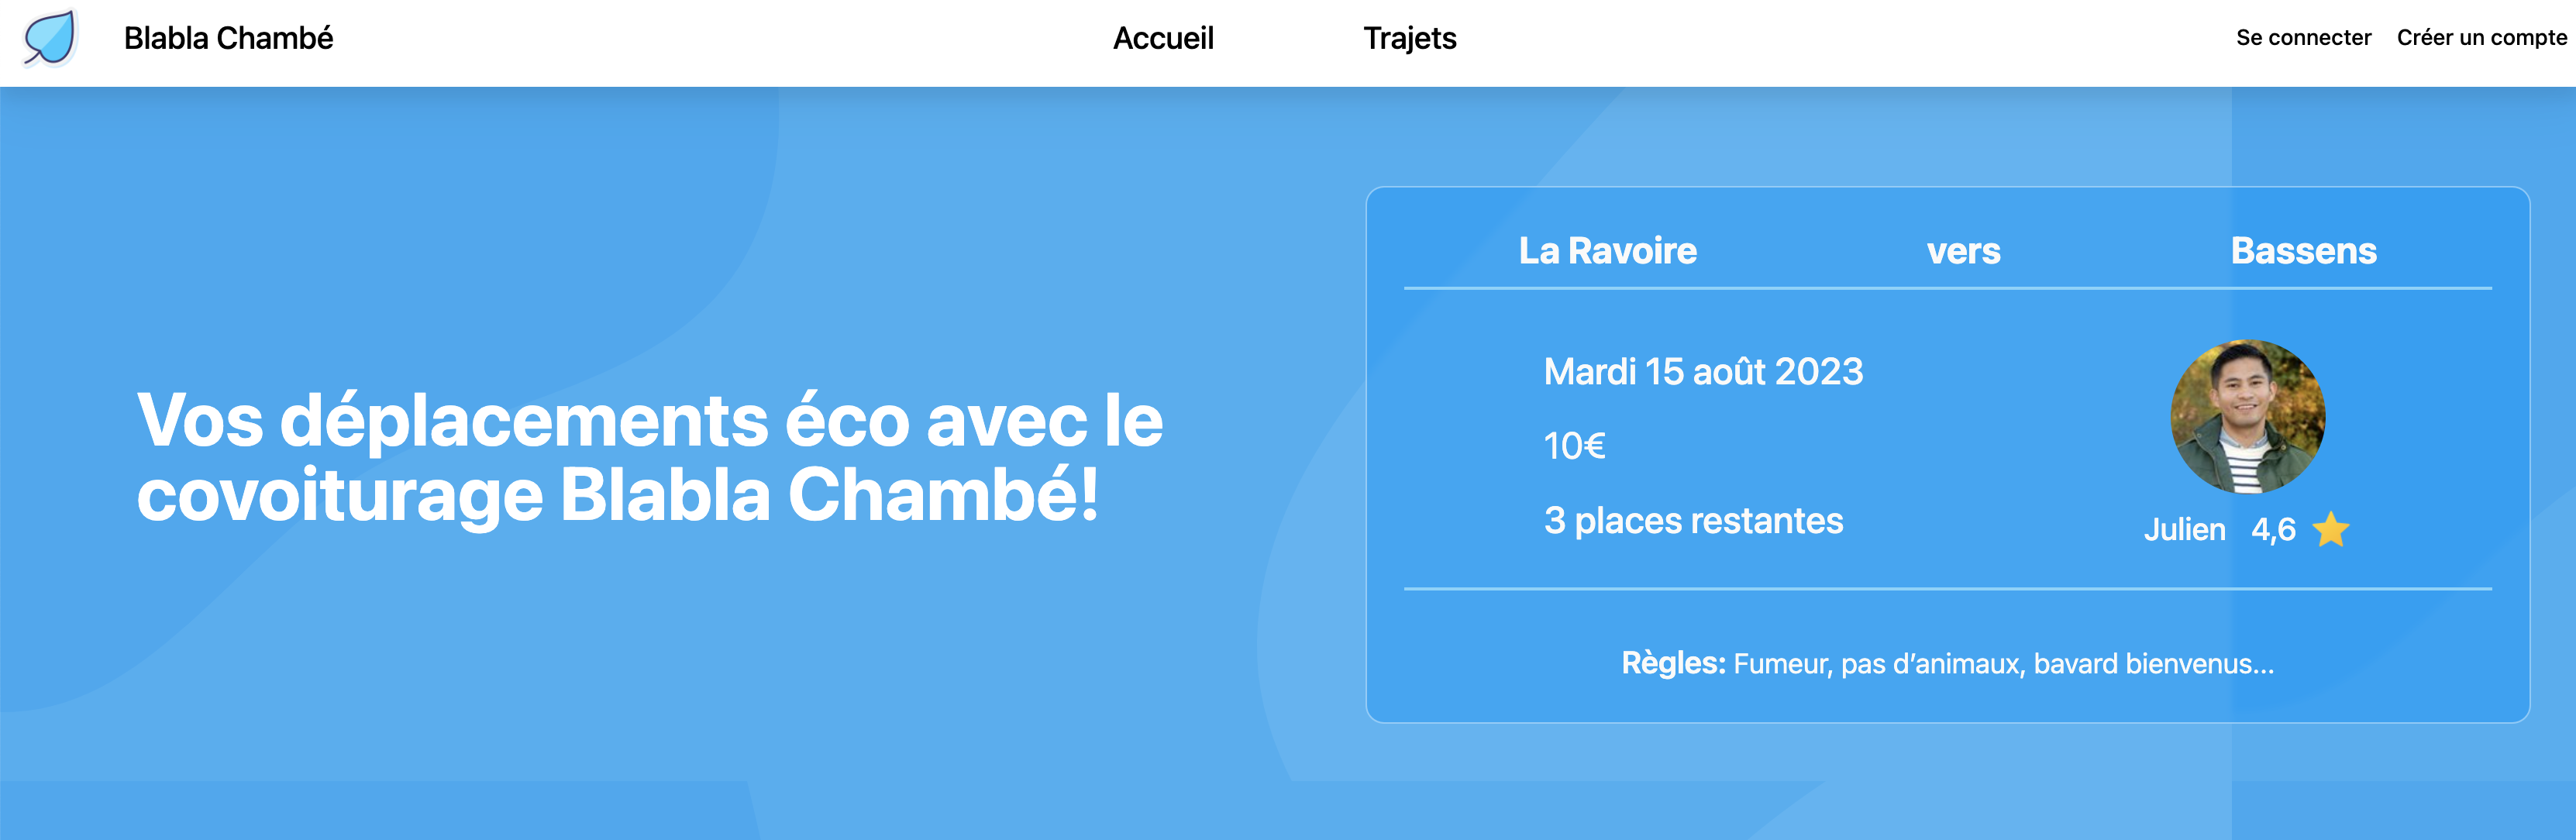 Blabla Chambé
Accueil
Trajets
Se connecter
Créer un compte
Vos déplacements éco avec le
covoiturage Blabla Chambé!
La Ravoire vers Bassens
Mardi 15 août 2023
10€
3 places restantes
Julien 4,6
Règles: Fumeur, pas d’animaux, bavard bienvenus...